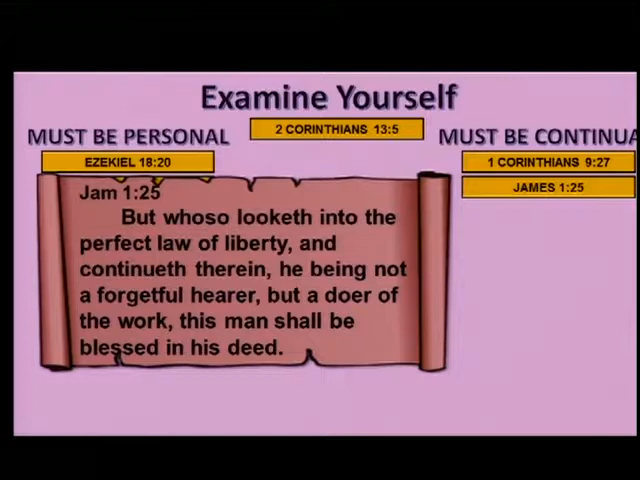 Examine Yourself
MUST BE PERSONAL
2 CORINTHIANS 13:5
MUST BE CONTINUA
EZEKIEL 18:20
1 CORINTHIANS 9:27
JAMES 1:25
Jam 1:25
But whoso looketh into the
perfect law of liberty, and
continueth therein, he being not
a forgetful hearer, but a doer of
the work, this man shall be
blessed in his deed.